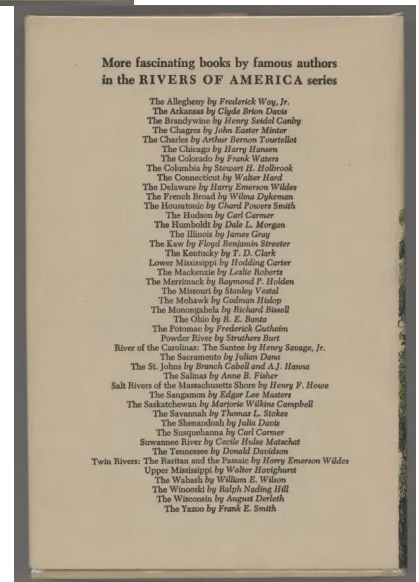 More fascinating books by famous authors
in the RIVERS OF AMERICA series
The Allegheny by Frederick Way, Jr.
The Arkansas by Clyde Brion Davis
The Brandywine by Henry Seidel Canby
The Chagres by John Easter Minter
The Charles by Arthur Bernon Tourtellot
The Chicago by Harry Hansen
The Colorado by Frank Waters
The Columbia by Stewart H. Holbrook
The Connecticut by Walter Hard
The Delaware by Harry Emerson Wildes
The French Broad by Wilma Dykeman
The Housatonic by Chard Powers Smith
The Hudson by Carl Carmer
The Humboldt by Dale L. Morgan
The Illinois by James Gray
The Kaw by Floyd Benjamin Streeter
The Kentucky by T. D. Clark
Lower Mississippi by Hodding Carter
The Mackenzie by Leslie Roberts
The Merrimack by Raymond P. Holden
The Missouri by Stanley Vestal
The Mohawk by Codman Hislop
The Monongahela by Richard Bissell
The Ohio by R. E. Banta
The Potomac by Frederick Gutheim
Powder River by Struthers Burt
River of the Carolinas: The Santee by Henry Savage, Jr.
The Sacramento by Julian Dana
The St. Johns by Branch Cabell and A.J. Hanna
The Salinas by Anne B. Fisher
Salt Rivers of the Massachusetts Shore by Henry F. Howe
The Sangamon by Edgar Lee Masters
The Saskatchewan by Marjorie Wilkins Campbell
The Savannah by Thomas L. Stokes
The Shenandoah by Julia Davis
The Susquehanna by Carl Carmer
Suwannee River by Cecile Hulse Matschat
The Tennessee by Donald Davidson
Twin Rivers: The Raritan and the Passaic by Harry Emerson Wildes
Upper Mississippi by Walter Havighurst
The Wabash by William E. Wilson
The Winooski by Ralph Nading Hill
The Wisconsin by August Derleth
The Yazoo by Frank E. Smith